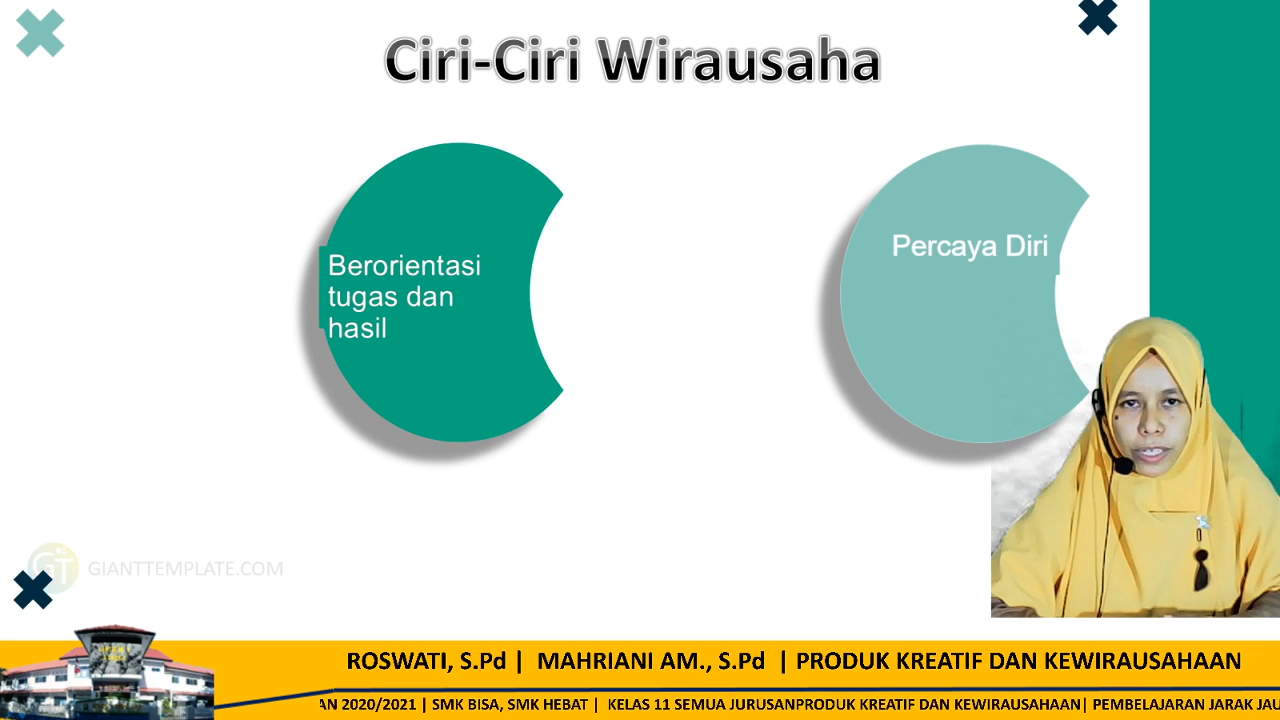 Ciri-Ciri Wirausaha
Berorientasi
tugas dan
hasil
Percaya Diri
GT GIANTTEMPLATE.COM
ROSWATI, S.Pd | MAHRIANI AM., S.Pd | PRODUK KREATIF DAN KEWIRAUSAHAAN
AN 2020/2021 | SMK BISA, SMK HEBAT | KELAS 11 SEMUA JURUSANPRODUK KREATIF DAN KEWIRAUSAHAAN| PEMBELAJARAN JARAK JAU